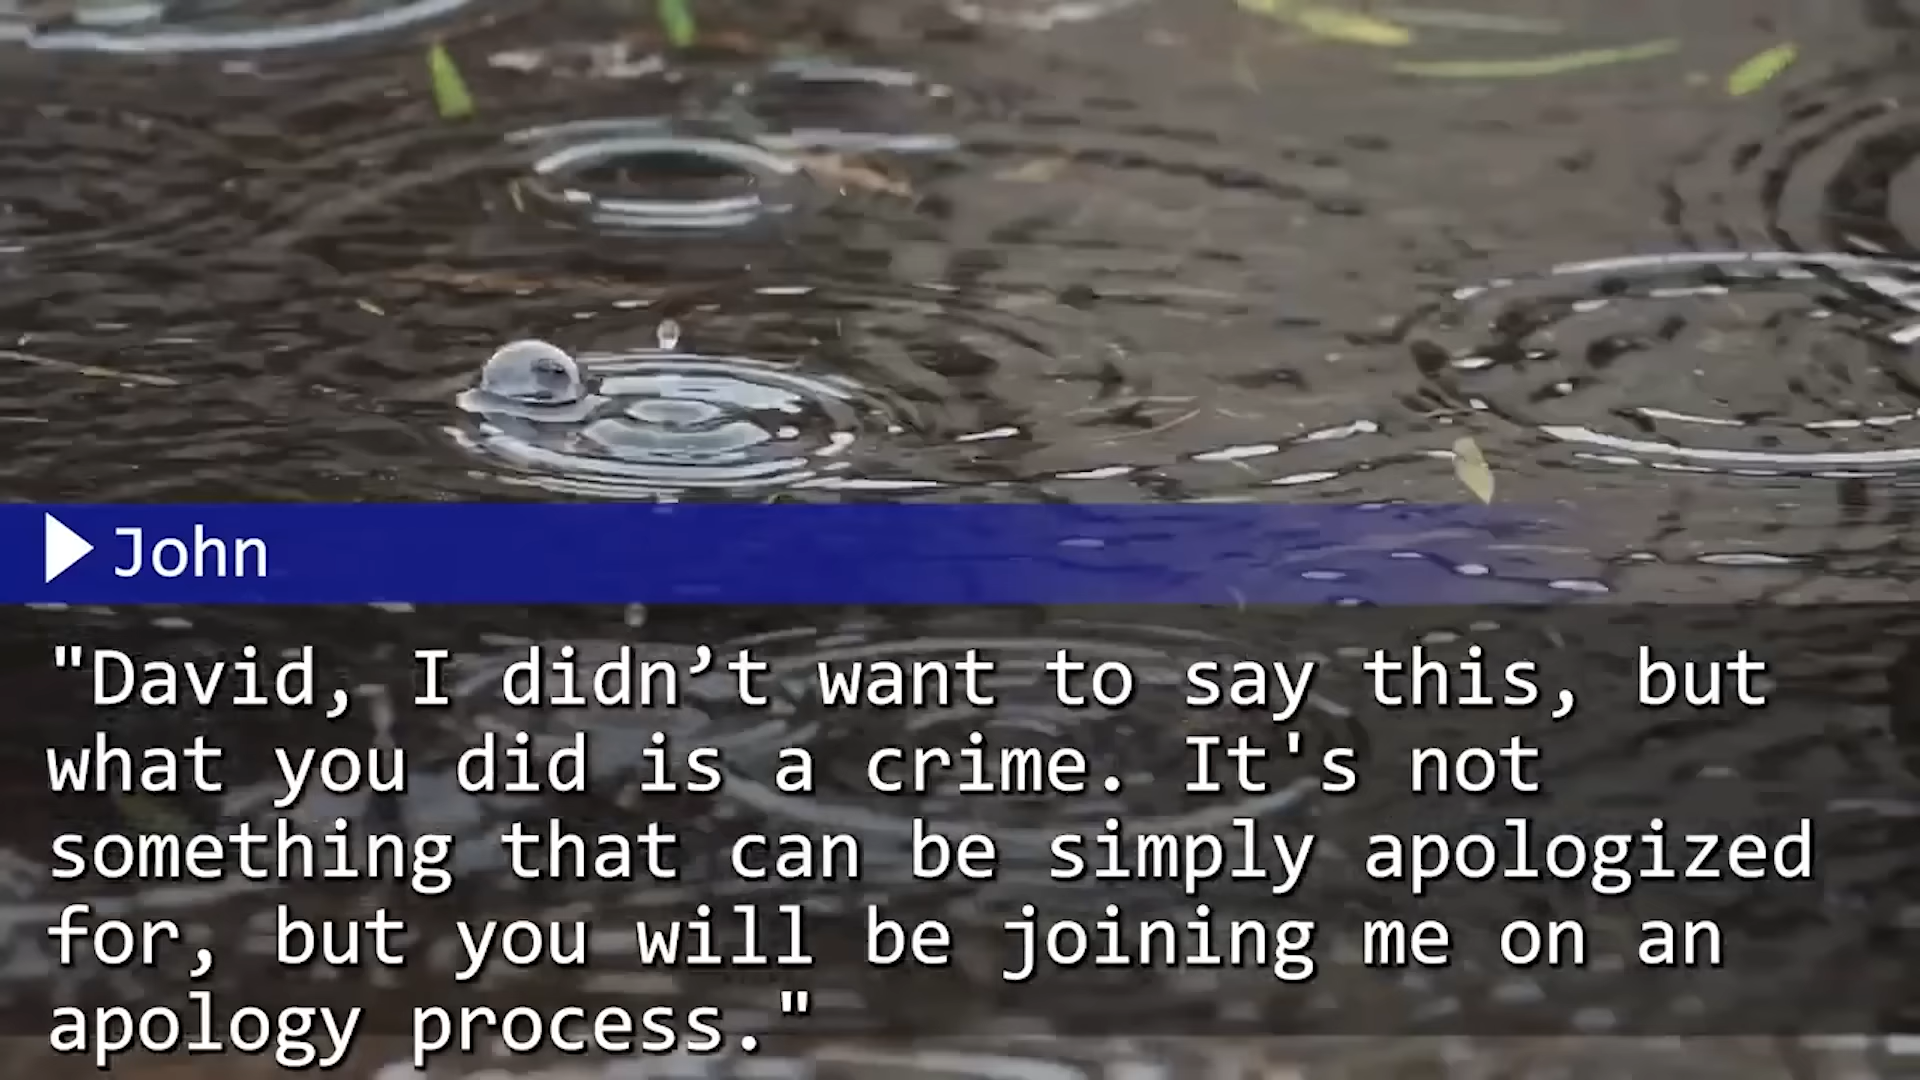 John
"David, I didn’t want to say this, but
what you did is a crime. It's not
something that can be simply apologized
for, but you will be joining me on an
apology process."